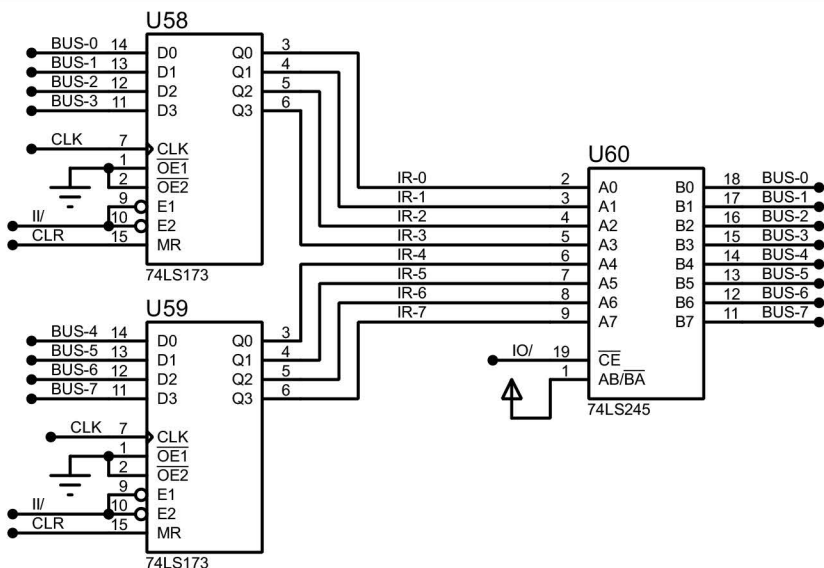 U58
BUS-0 14 D0 Q0 3
BUS-1 13 D1 Q1 4
BUS-2 12 D2 Q2 5
BUS-3 11 D3 Q3 6
CLK 7 CLK
1 OE1
2 OE2
9 E1
II/ 10 E2
CLR 15 MR
74LS173
U59
BUS-4 14 D0 Q0 3
BUS-5 13 D1 Q1 4
BUS-6 12 D2 Q2 5
BUS-7 11 D3 Q3 6
CLK 7 CLK
1 OE1
2 OE2
9 E1
II/ 10 E2
CLR 15 MR
74LS173
U60
IR-0 2 A0 B0 18 BUS-0
IR-1 3 A1 B1 17 BUS-1
IR-2 4 A2 B2 16 BUS-2
IR-3 5 A3 B3 15 BUS-3
IR-4 6 A4 B4 14 BUS-4
IR-5 7 A5 B5 13 BUS-5
IR-6 8 A6 B6 12 BUS-6
IR-7 9 A7 B7 11 BUS-7
IO/ 19 CE
1 AB/BA
74LS245